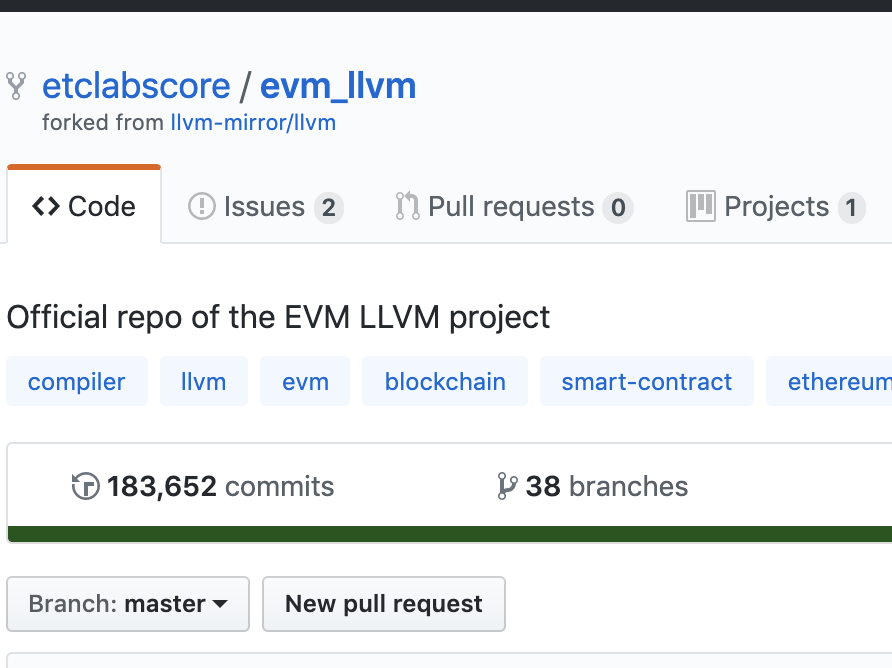 etclabscore / evm_llvm
forked from llvm-mirror/llvm
Code Issues 2 Pull requests 0 Projects 1
Official repo of the EVM LLVM project
compiler llvm evm blockchain smart-contract ethereum
183,652 commits 38 branches
Branch: master New pull request